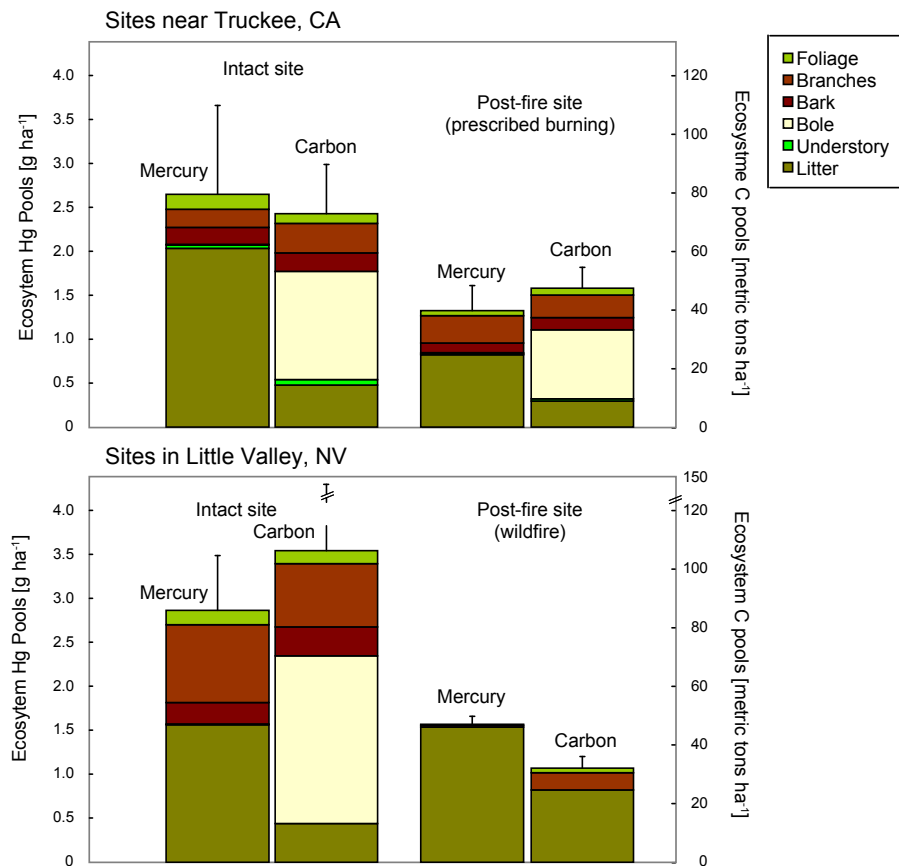 Sites near Truckee, CA
Ecosytem Hg Pools [g ha⁻¹]
4.0
3.5
3.0
2.5
2.0
1.5
1.0
0.5
0
Intact site
Mercury
Carbon
Post-fire site
(prescribed burning)
Mercury
Carbon
120
100
80
60
40
20
0
Ecosystme C pools [metric tons ha⁻¹]
Foliage
Branches
Bark
Bole
Understory
Litter
Sites in Little Valley, NV
Ecosytem Hg Pools [g ha⁻¹]
4.0
3.5
3.0
2.5
2.0
1.5
1.0
0.5
0
Intact site
Carbon
Mercury
Post-fire site
(wildfire)
Mercury
Carbon
150
120
100
80
60
40
20
0
Ecosystem C pools [metric tons ha⁻¹]